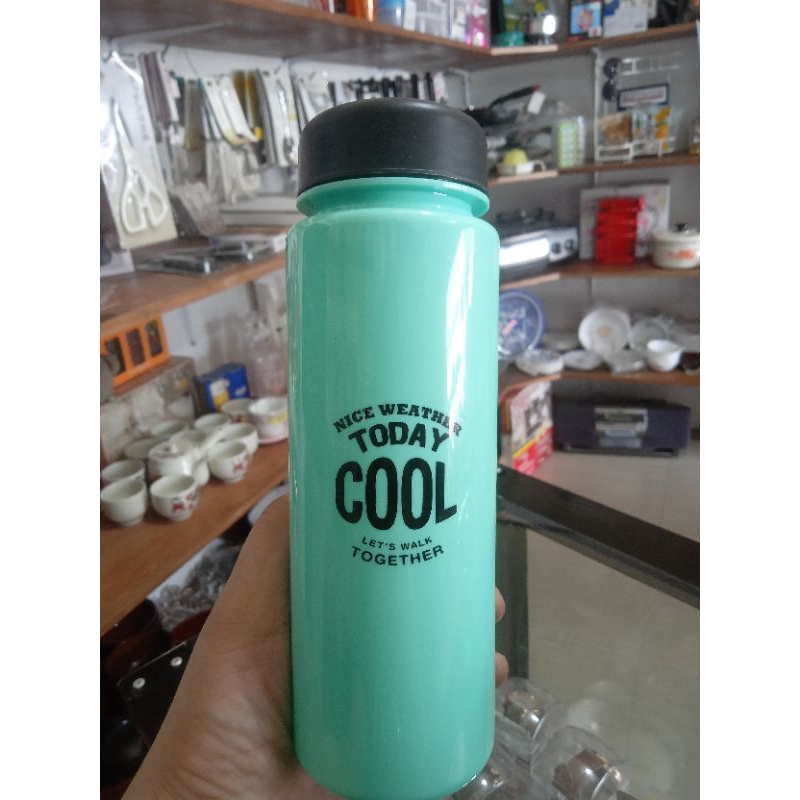 NICE WEATHER
TODAY
COOL
LET'S WALK
TOGETHER